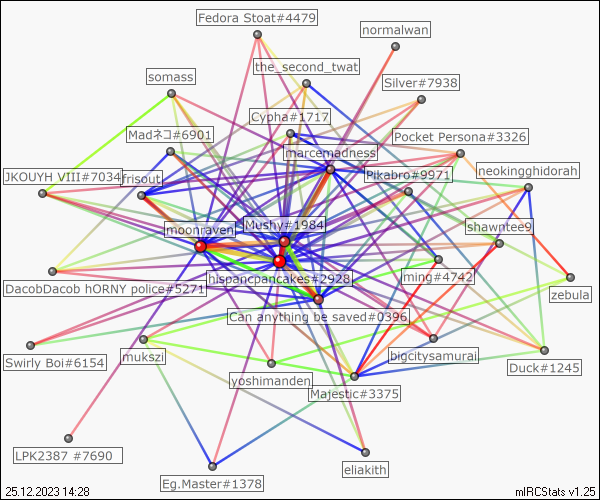 Fedora Stoat#4479
normalwan
the_second_twat
somass
Silver#7938
Cypha#1717
Madネコ#6901
Pocket Persona#3326
marcemadness
JKOUYH VIII#7034
frisout
Pikabro#9971
neokingghidorah
moonraven
Mushy#1984
shawntee9
hispancpancakes#2928
ming#4742
DacobDacob hORNY police#5271
zebula
Can anything be saved#0396
Swirly Boi#6154
mukszi
bigcitysamurai
Duck#1245
yoshimanden
Majestic#3375
LPK2387 #7690
eliakith
Eg.Master#1378
25.12.2023 14:28
mIRCStats v1.25